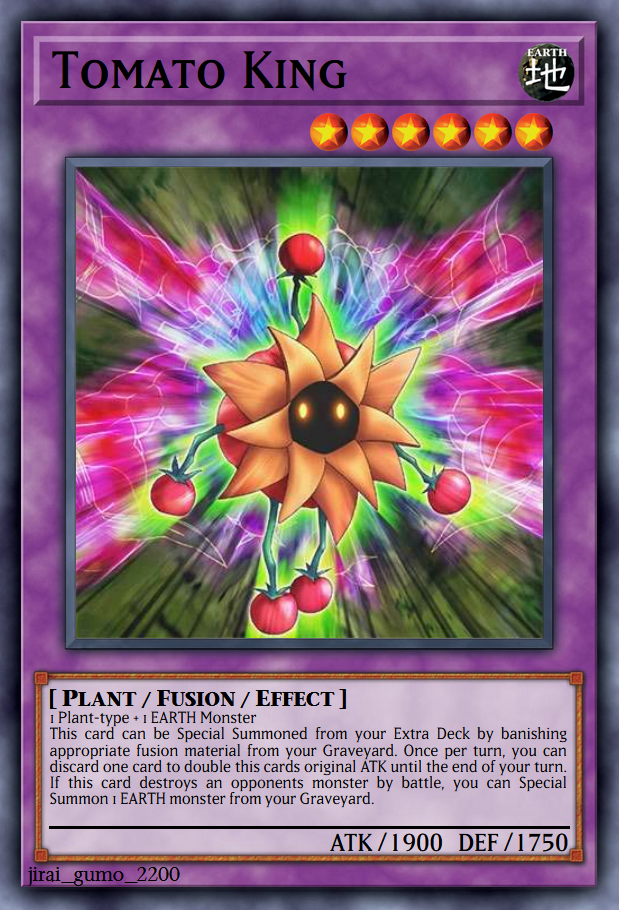 Tomato King
EARTH
地
[ Plant / Fusion / Effect ]
1 Plant-type + 1 EARTH Monster
This card can be Special Summoned from your Extra Deck by banishing
appropriate fusion material from your Graveyard. Once per turn, you can
discard one card to double this cards original ATK until the end of your turn.
If this card destroys an opponents monster by battle, you can Special
Summon 1 EARTH monster from your Graveyard.
ATK/1900 DEF/1750
jirai_gumo_2200